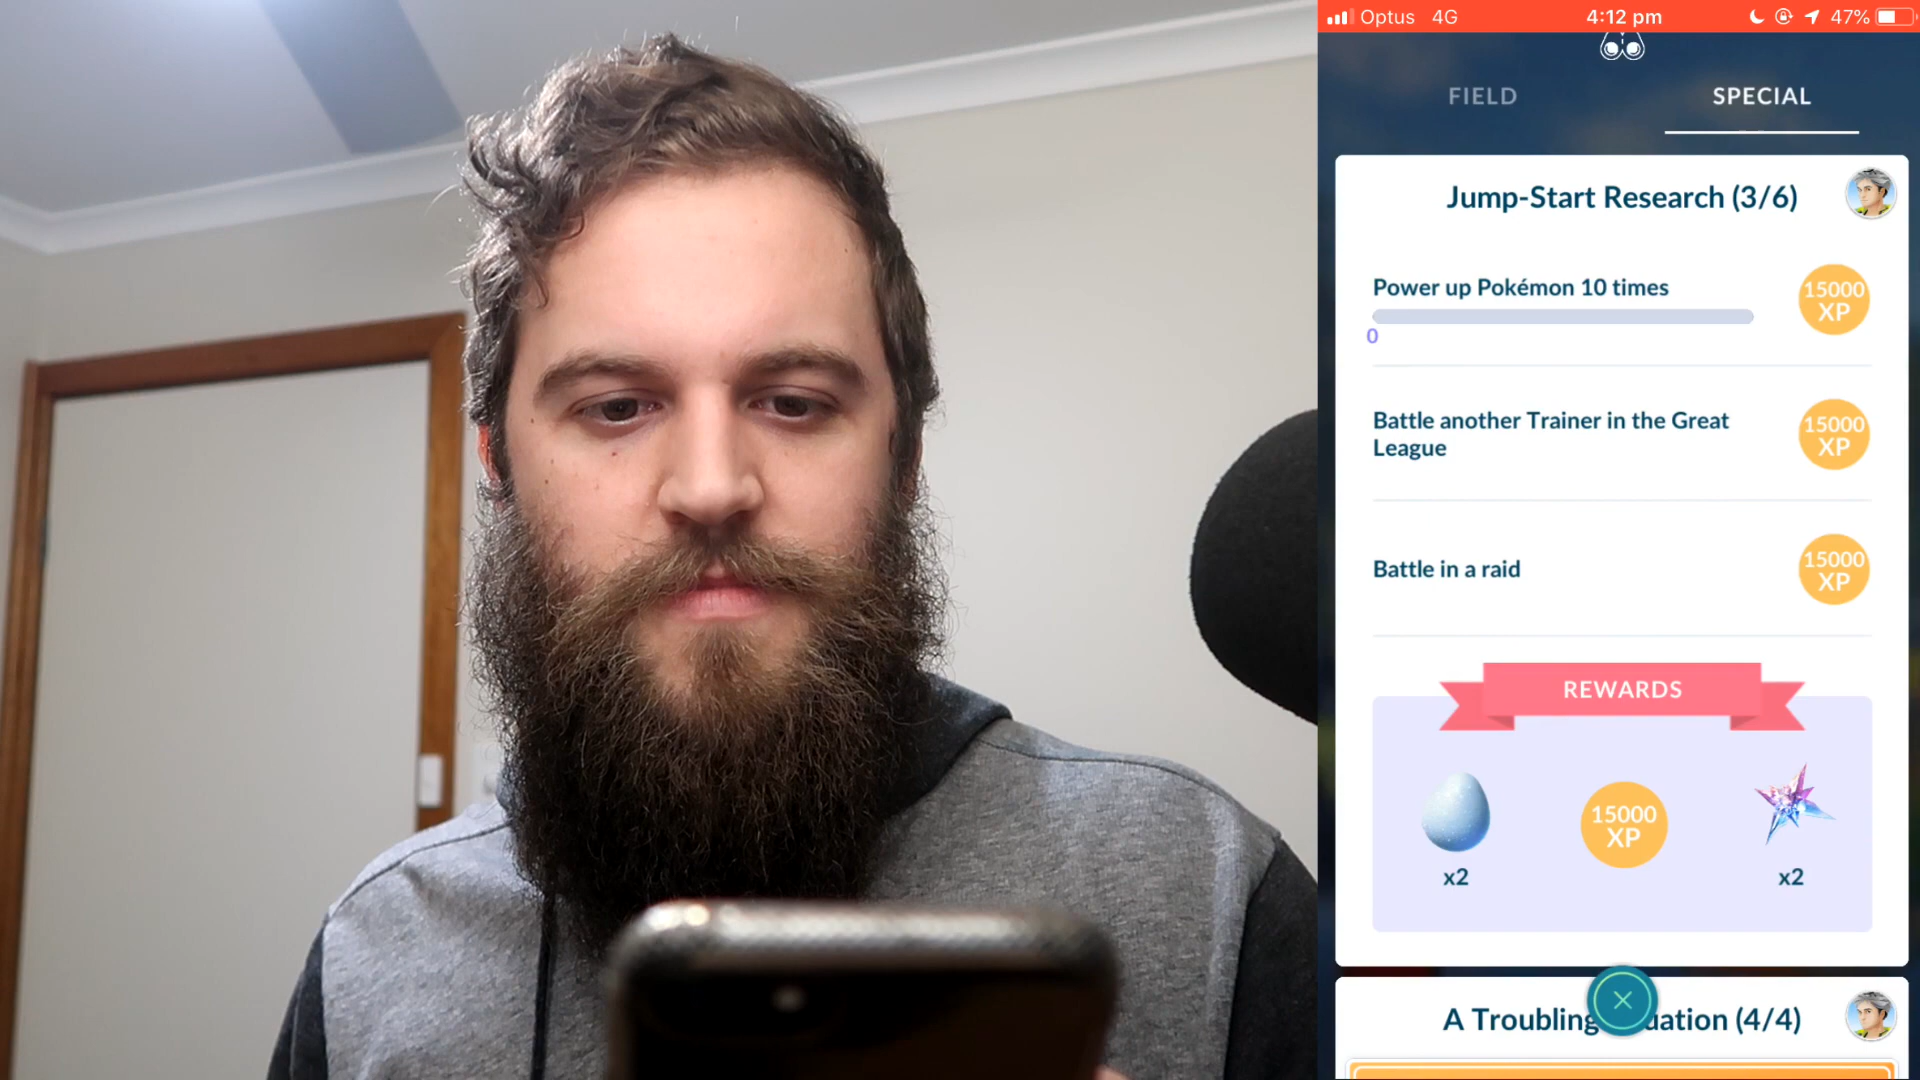 Optus 4G 4:12 pm 47%
FIELD SPECIAL
Jump-Start Research (3/6)
Power up Pokémon 10 times
15000
XP
0
Battle another Trainer in the Great
League
15000
XP
Battle in a raid
15000
XP
REWARDS
x2
15000
XP
x2
A Troubling uation (4/4)